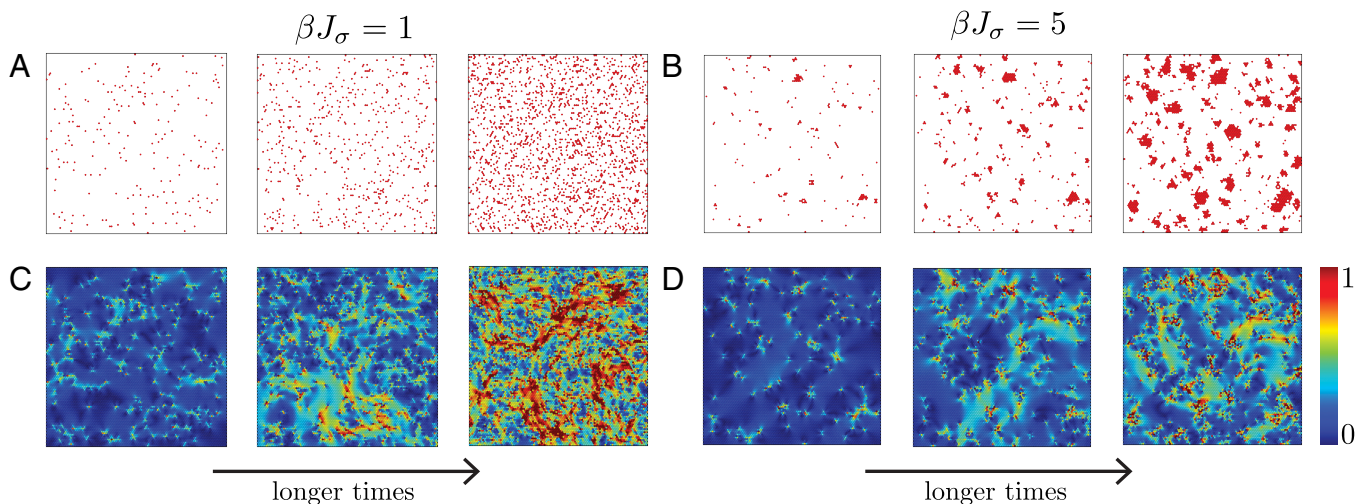 βJσ = 1
βJσ = 5
A
B
C
D
1
0
longer times
longer times